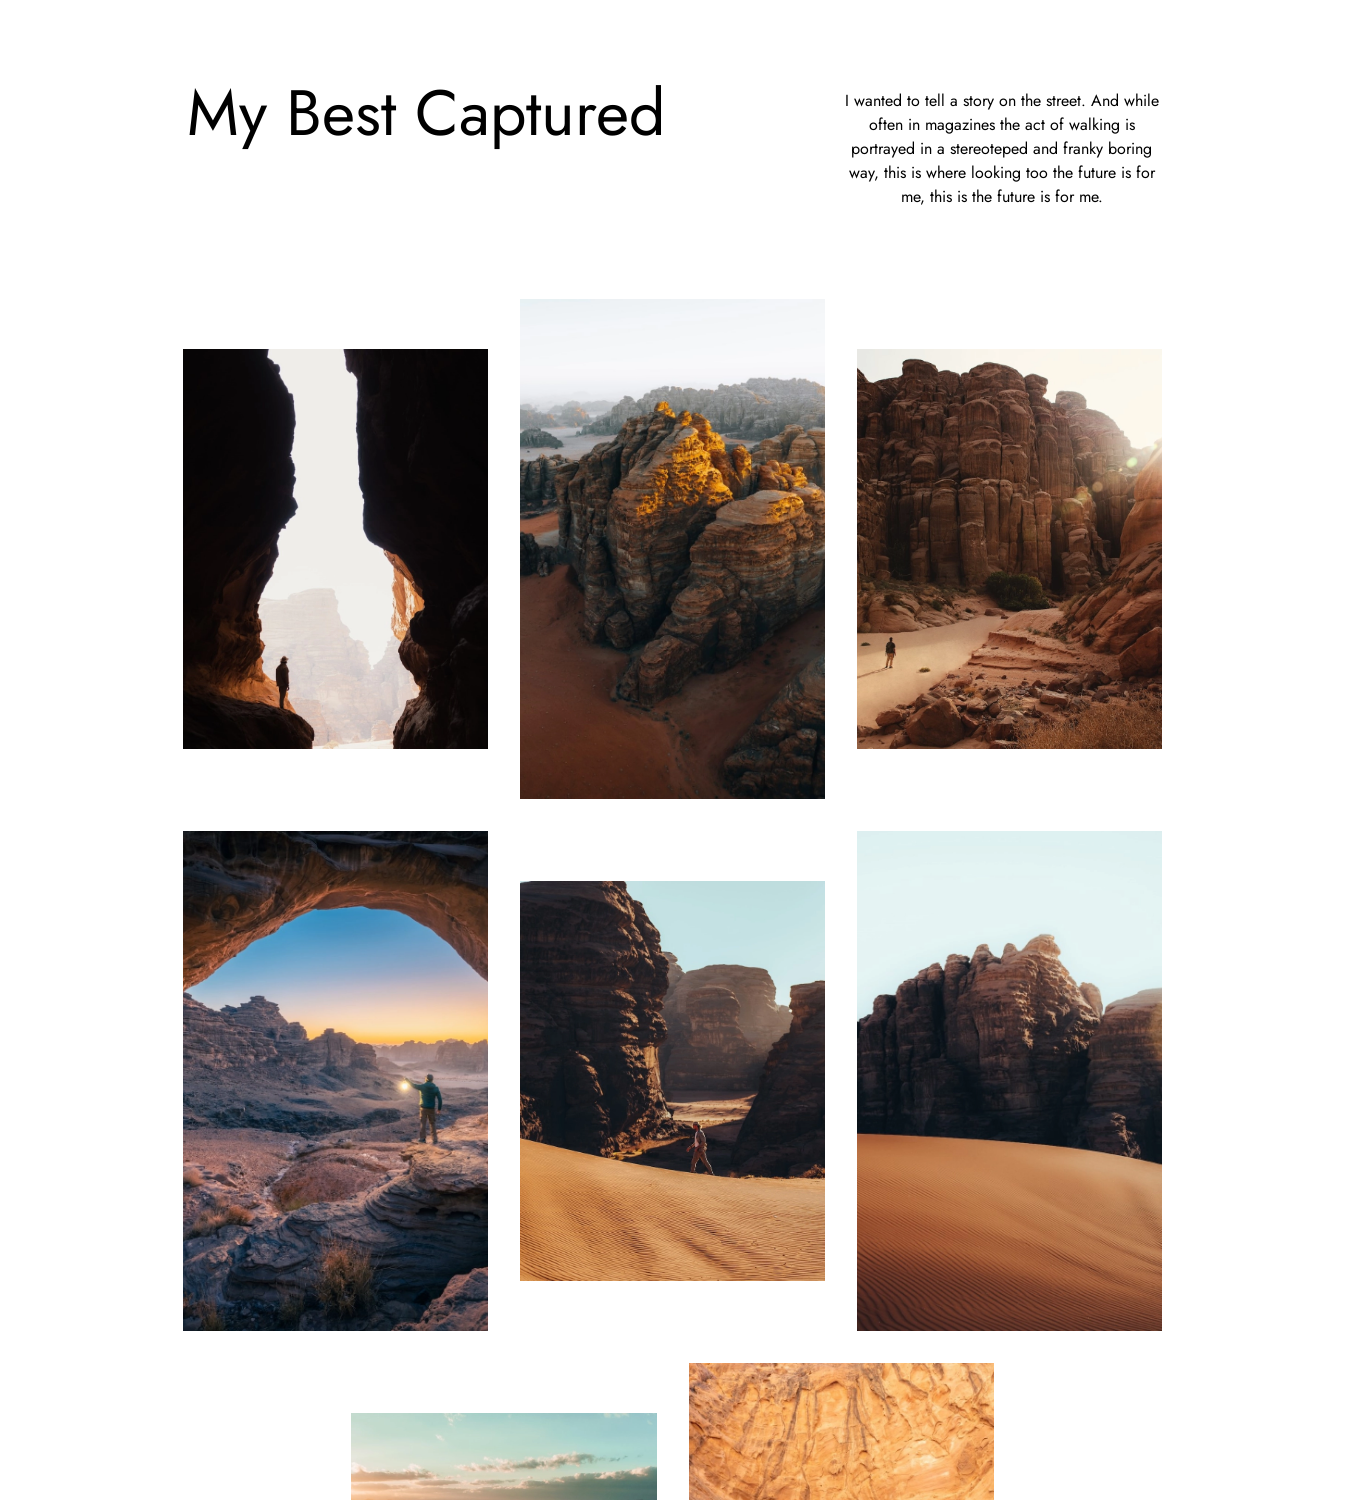 My Best Captured
I wanted to tell a story on the street. And while
often in magazines the act of walking is
portrayed in a stereoteped and franky boring
way, this is where looking too the future is for
me, this is the future is for me.